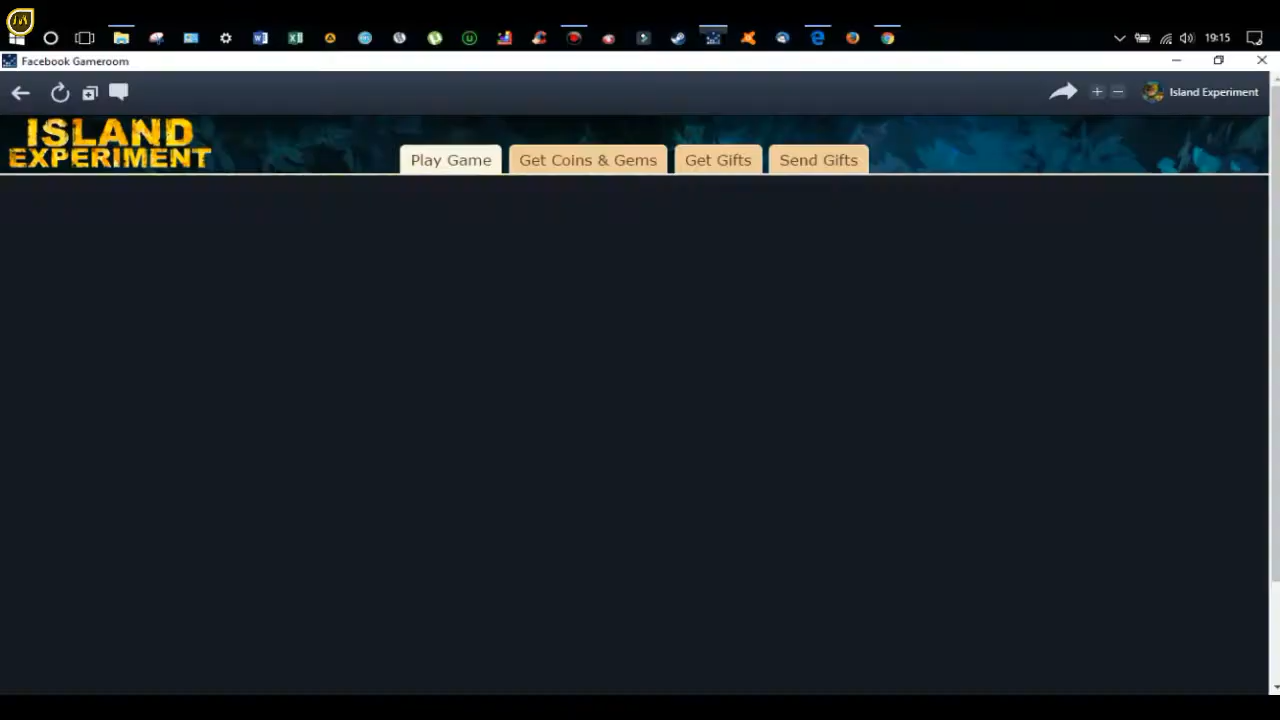 19:15
Facebook Gameroom
Island Experiment
ISLAND
EXPERIMENT
Play Game
Get Coins & Gems
Get Gifts
Send Gifts